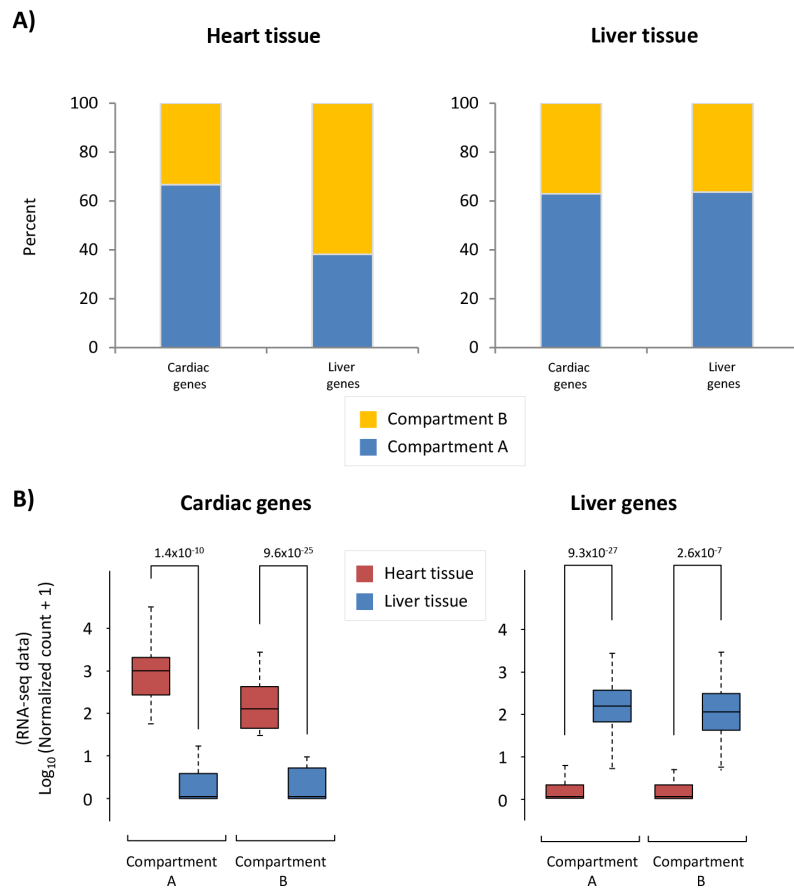 A)
Heart tissue
Liver tissue
Percent
100
80
60
40
20
0
Cardiac
genes
Liver
genes
100
80
60
40
20
0
Cardiac
genes
Liver
genes
Compartment B
Compartment A
B)
Cardiac genes
Liver genes
1.4x10-10
9.6x10-25
Heart tissue
Liver tissue
9.3x10-27
2.6x10-7
(RNA-seq data)
Log10 (Normalized count + 1)
4
3
2
1
0
4
3
2
1
0
Compartment
A
Compartment
B
Compartment
A
Compartment
B